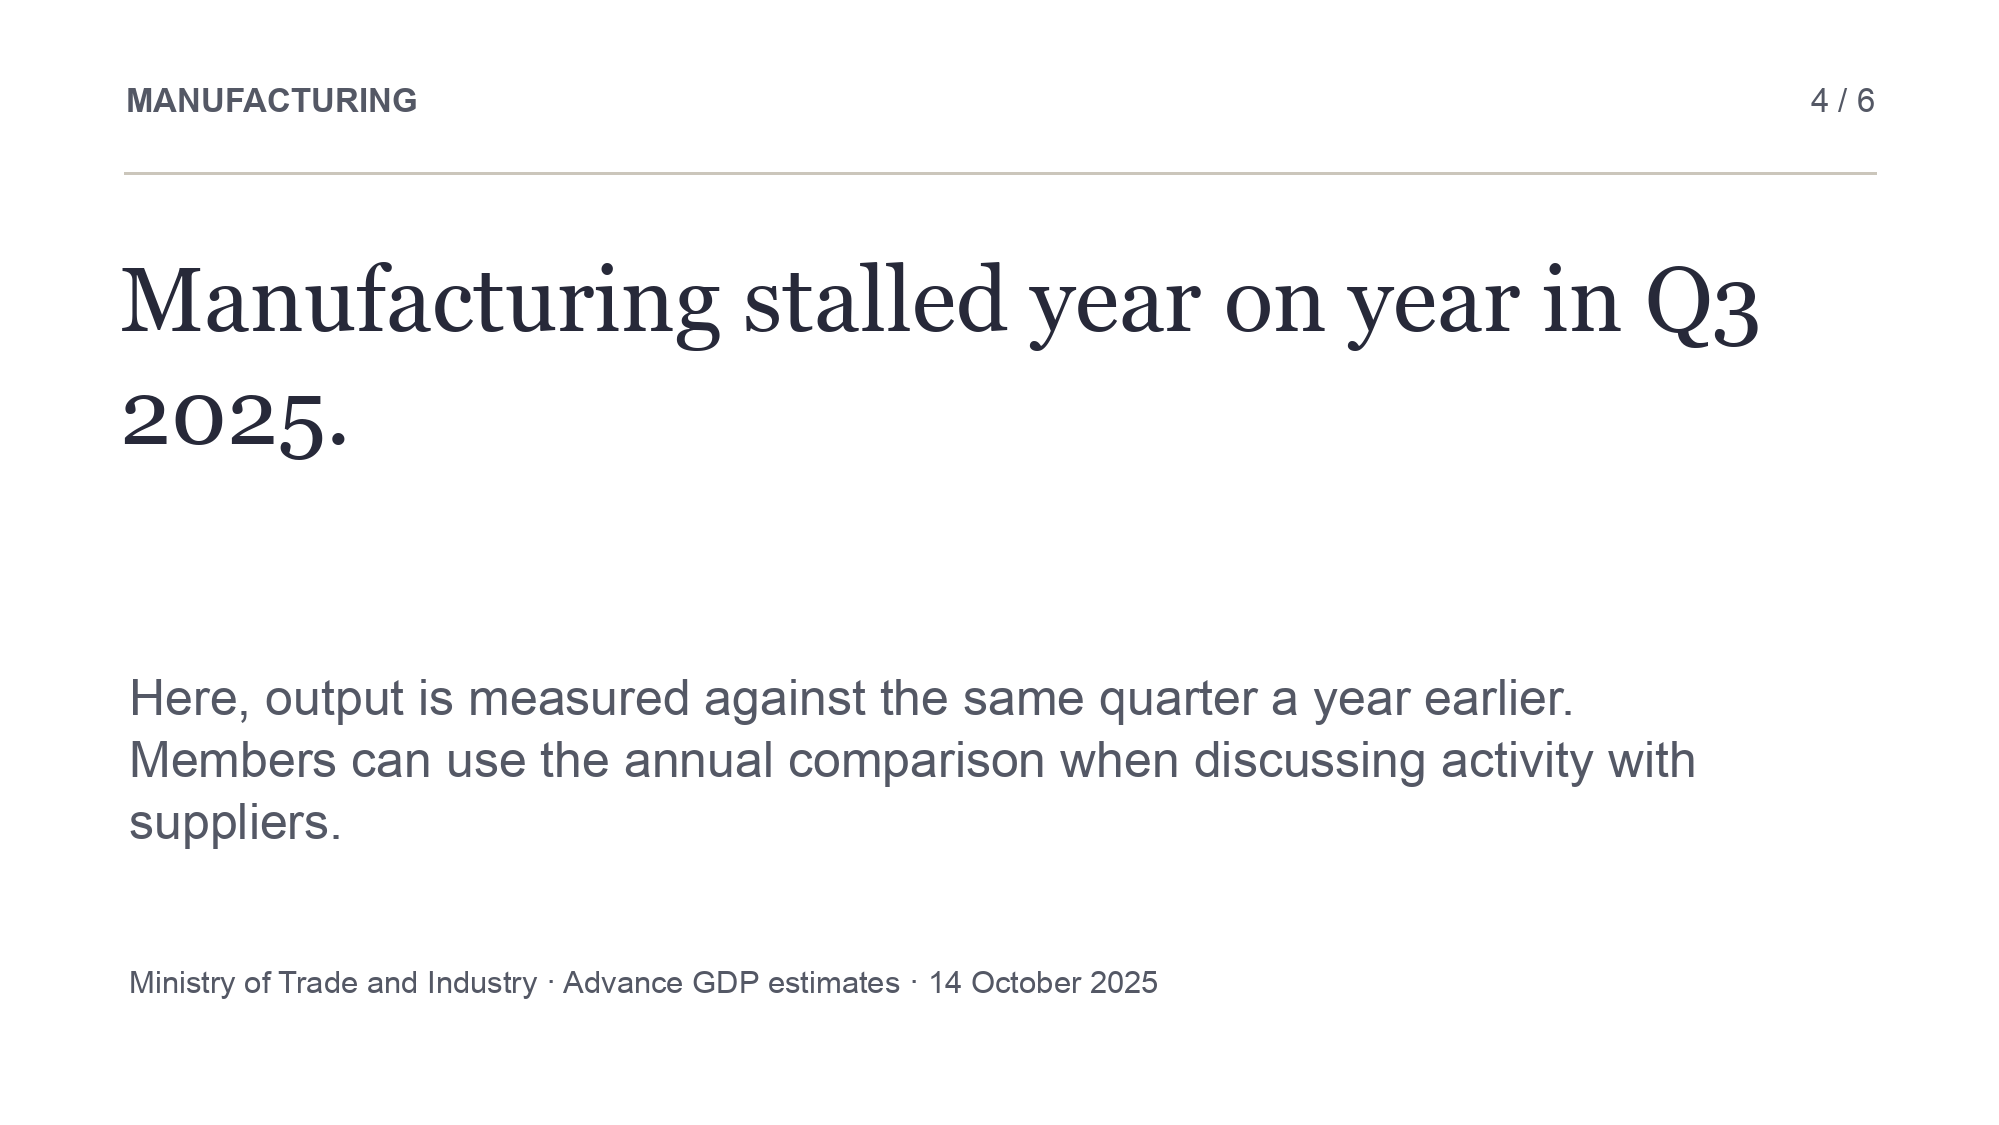 MANUFACTURING
4 / 6
Manufacturing stalled year on year in Q3
2025.
Here, output is measured against the same quarter a year earlier.
Members can use the annual comparison when discussing activity with
suppliers.
Ministry of Trade and Industry · Advance GDP estimates · 14 October 2025